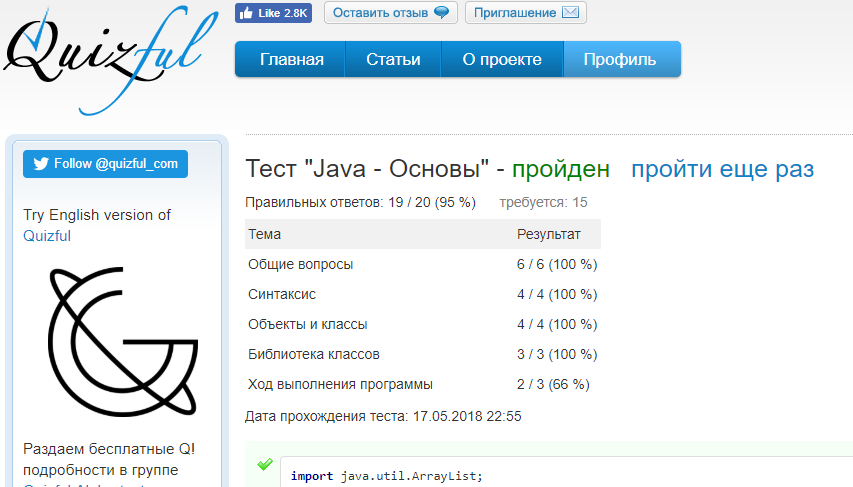 Quizful
Like 2.8K
Оставить отзыв
Приглашение
Главная
Статьи
О проекте
Профиль
Follow @quizful_com
Try English version of
Quizful
Раздаем бесплатные Q!
подробности в группе
Тест "Java - Основы" - пройден пройти еще раз
Правильных ответов: 19 / 20 (95 %) требуется: 15
Тема Результат
Общие вопросы 6 / 6 (100 %)
Синтаксис 4 / 4 (100 %)
Объекты и классы 4 / 4 (100 %)
Библиотека классов 3 / 3 (100 %)
Ход выполнения программы 2 / 3 (66 %)
Дата прохождения теста: 17.05.2018 22:55
import java.util.ArrayList;